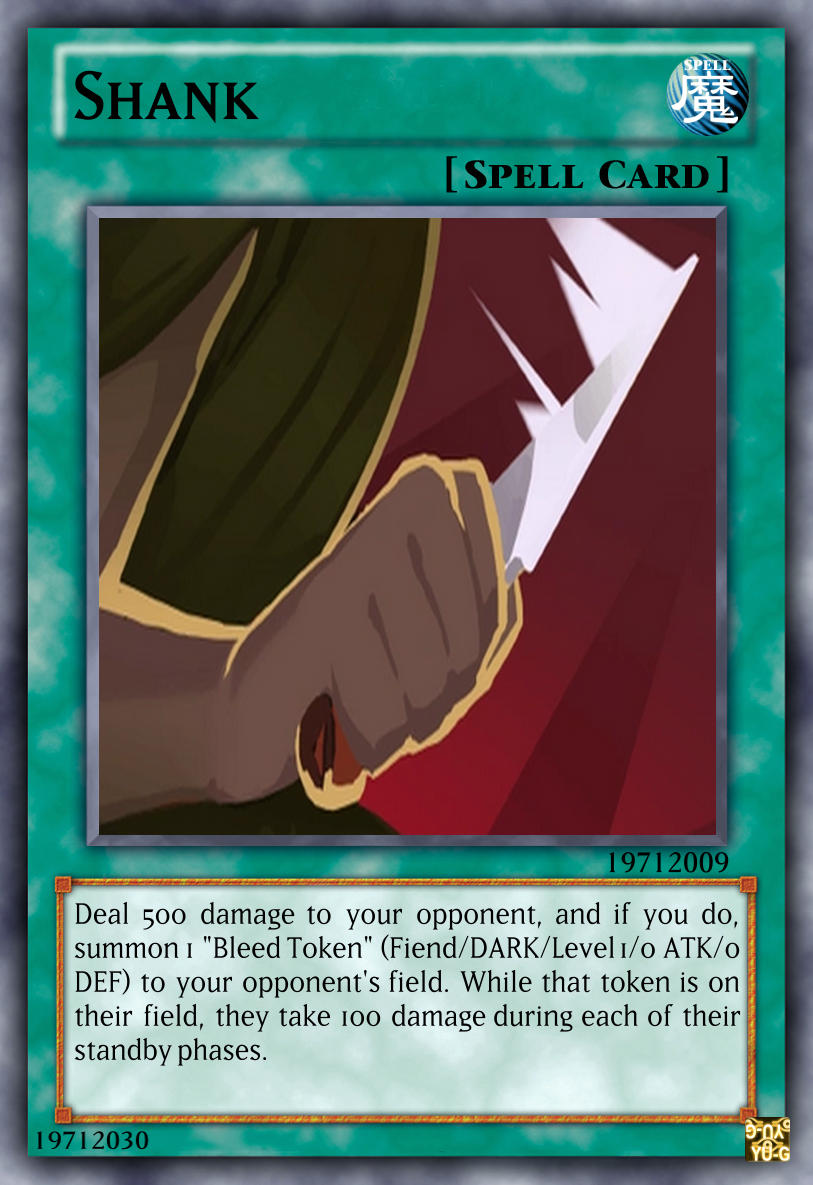 Shank
SPELL
魔
[Spell Card]
19712009
Deal 500 damage to your opponent, and if you do,
summon 1 "Bleed Token" (Fiend/DARK/Level 1/0 ATK/0
DEF) to your opponent's field. While that token is on
their field, they take 100 damage during each of their
standby phases.
19712030
YU-G